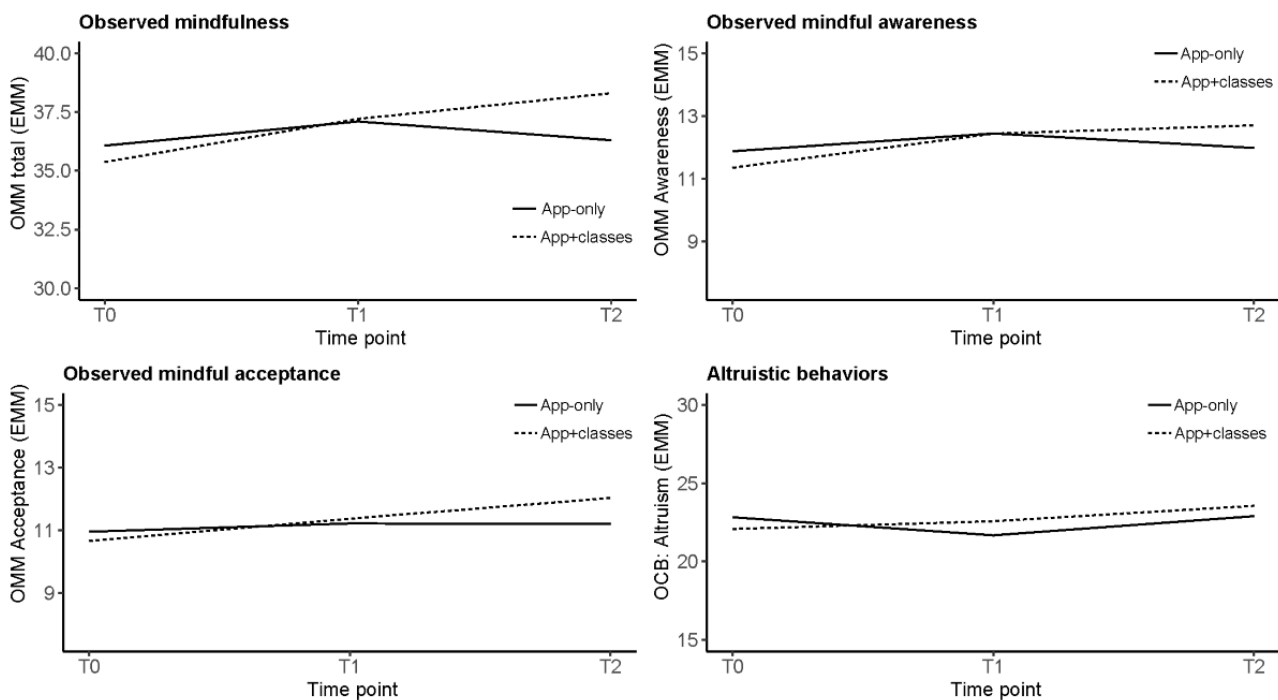 Observed mindfulness
OMM total (EMM)
40.0
37.5
35.0
32.5
30.0
App-only
App+classes
T0
T1
T2
Time point
Observed mindful awareness
OMM Awareness (EMM)
15
13
11
9
App-only
App+classes
T0
T1
T2
Time point
Observed mindful acceptance
OMM Acceptance (EMM)
15
13
11
9
App-only
App+classes
T0
T1
T2
Time point
Altruistic behaviors
OCB: Altruism (EMM)
30
25
20
15
App-only
App+classes
T0
T1
T2
Time point